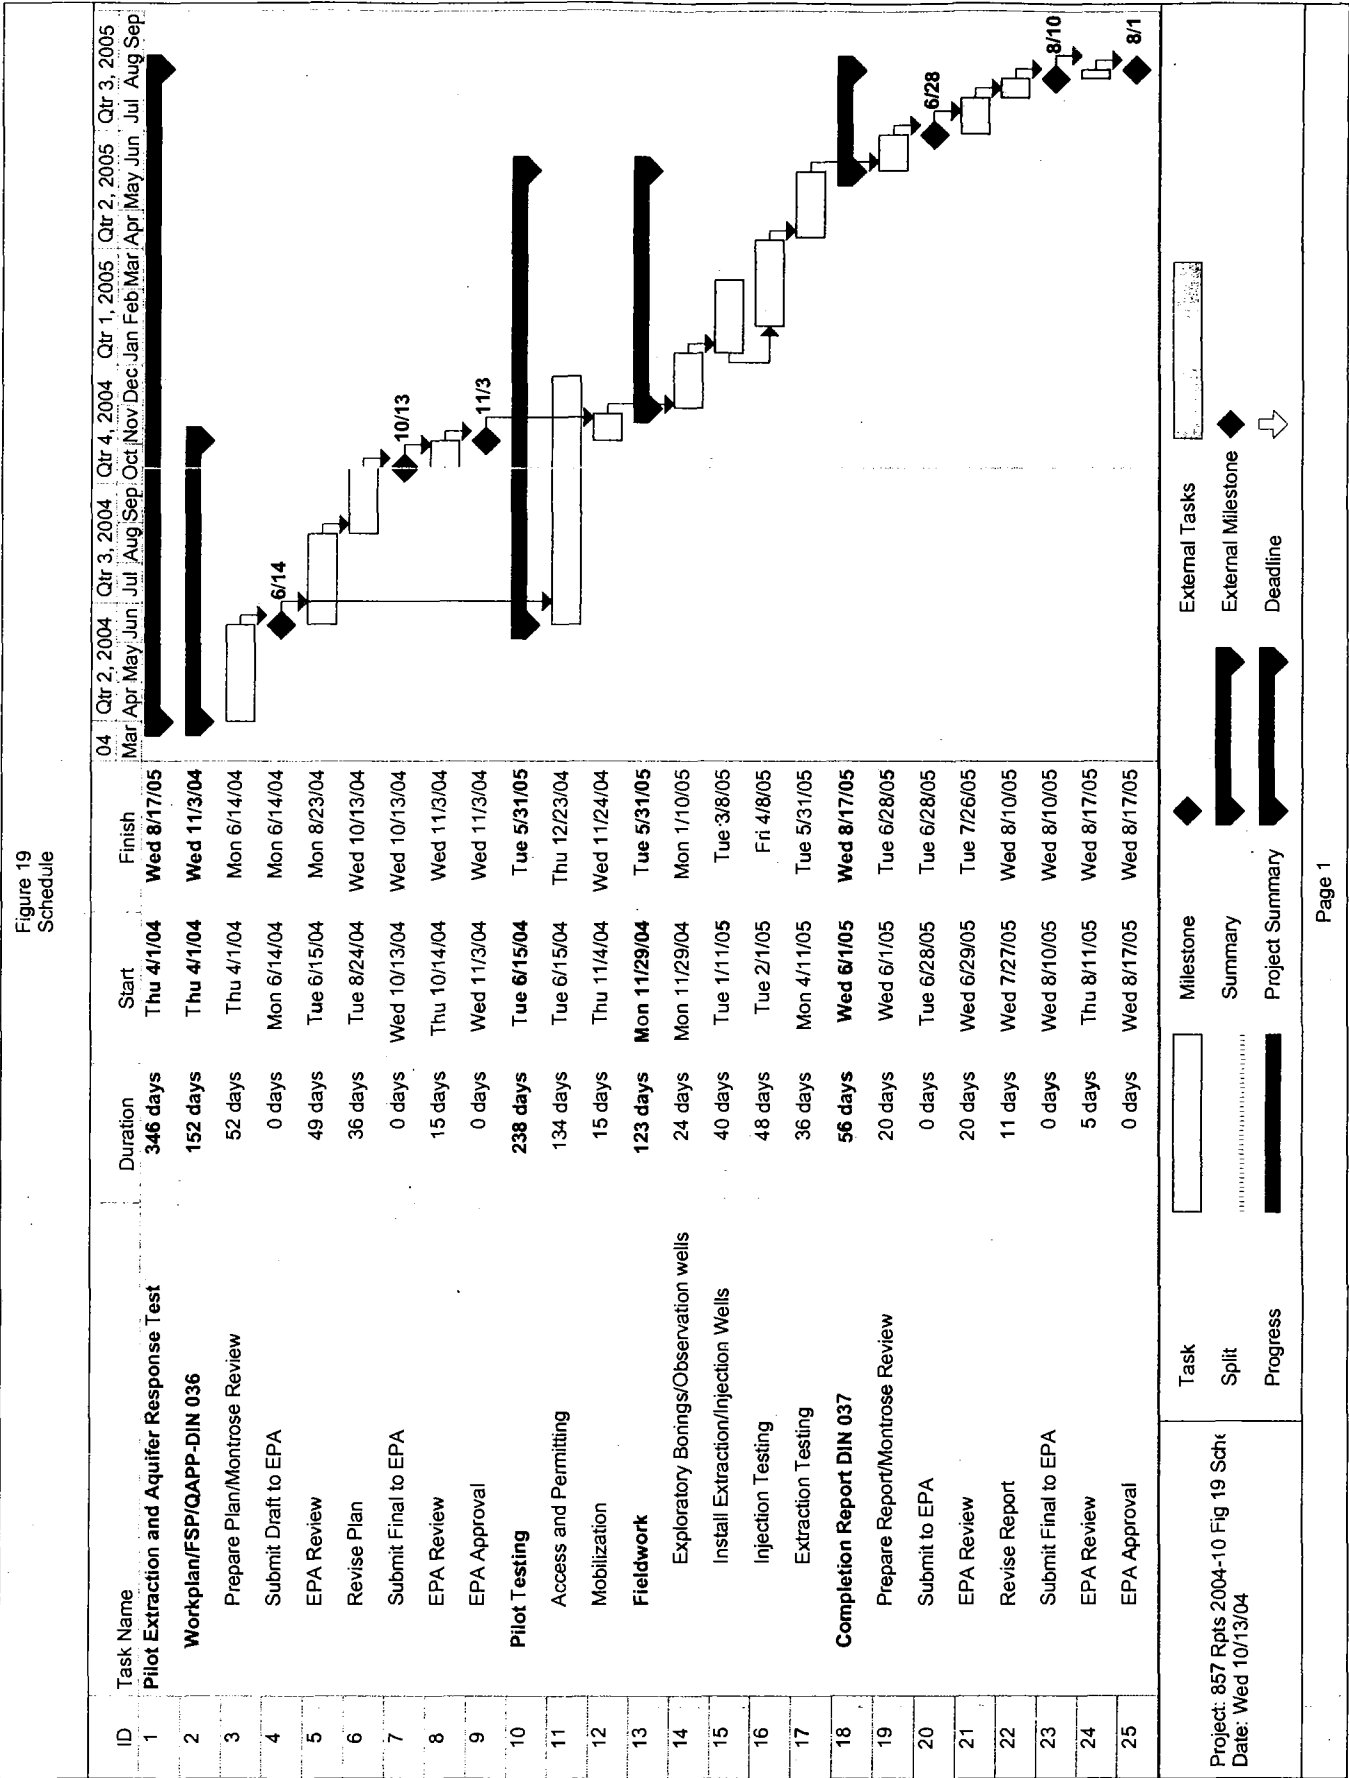 Figure 19
Schedule
ID Task Name Duration Start Finish
04 Qtr 2, 2004 Qtr 3, 2004 Qtr 4, 2004 Qtr 1, 2005 Qtr 2, 2005 Qtr 3, 2005
Mar Apr May Jun Jul Aug Sep Oct Nov Dec Jan Feb Mar Apr May Jun Jul Aug Sep
1 Pilot Extraction and Aquifer Response Test 346 days Thu 4/1/04 Wed 8/17/05
2 Workplan/FSP/QAPP-DIN 036 152 days Thu 4/1/04 Wed 11/3/04
3 Prepare Plan/Montrose Review 52 days Thu 4/1/04 Mon 6/14/04
4 Submit Draft to EPA 0 days Mon 6/14/04 Mon 6/14/04 6/14
5 EPA Review 49 days Tue 6/15/04 Mon 8/23/04
6 Revise Plan 36 days Tue 8/24/04 Wed 10/13/04
7 Submit Final to EPA 0 days Wed 10/13/04 Wed 10/13/04 10/13
8 EPA Review 15 days Thu 10/14/04 Wed 11/3/04
9 EPA Approval 0 days Wed 11/3/04 Wed 11/3/04 11/3
10 Pilot Testing 238 days Tue 6/15/04 Tue 5/31/05
11 Access and Permitting 134 days Tue 6/15/04 Thu 12/23/04
12 Mobilization 15 days Thu 11/4/04 Wed 11/24/04
13 Fieldwork 123 days Mon 11/29/04 Tue 5/31/05
14 Exploratory Borings/Observation wells 24 days Mon 11/29/04 Mon 1/10/05
15 Install Extraction/Injection Wells 40 days Tue 1/11/05 Tue 3/8/05
16 Injection Testing 48 days Tue 2/1/05 Fri 4/8/05
17 Extraction Testing 36 days Mon 4/11/05 Tue 5/31/05
18 Completion Report DIN 037 56 days Wed 6/1/05 Wed 8/17/05
19 Prepare Report/Montrose Review 20 days Wed 6/1/05 Tue 6/28/05
20 Submit to EPA 0 days Tue 6/28/05 Tue 6/28/05 6/28
21 EPA Review 20 days Wed 6/29/05 Tue 7/26/05
22 Revise Report 11 days Wed 7/27/05 Wed 8/10/05
23 Submit Final to EPA 0 days Wed 8/10/05 Wed 8/10/05 8/10
24 EPA Review 5 days Thu 8/11/05 Wed 8/17/05
25 EPA Approval 0 days Wed 8/17/05 Wed 8/17/05 8/1
Project: 857 Rpts 2004-10 Fig 19 Sche
Date: Wed 10/13/04
Task Milestone External Tasks
Split Summary External Milestone
Progress Project Summary Deadline
Page 1